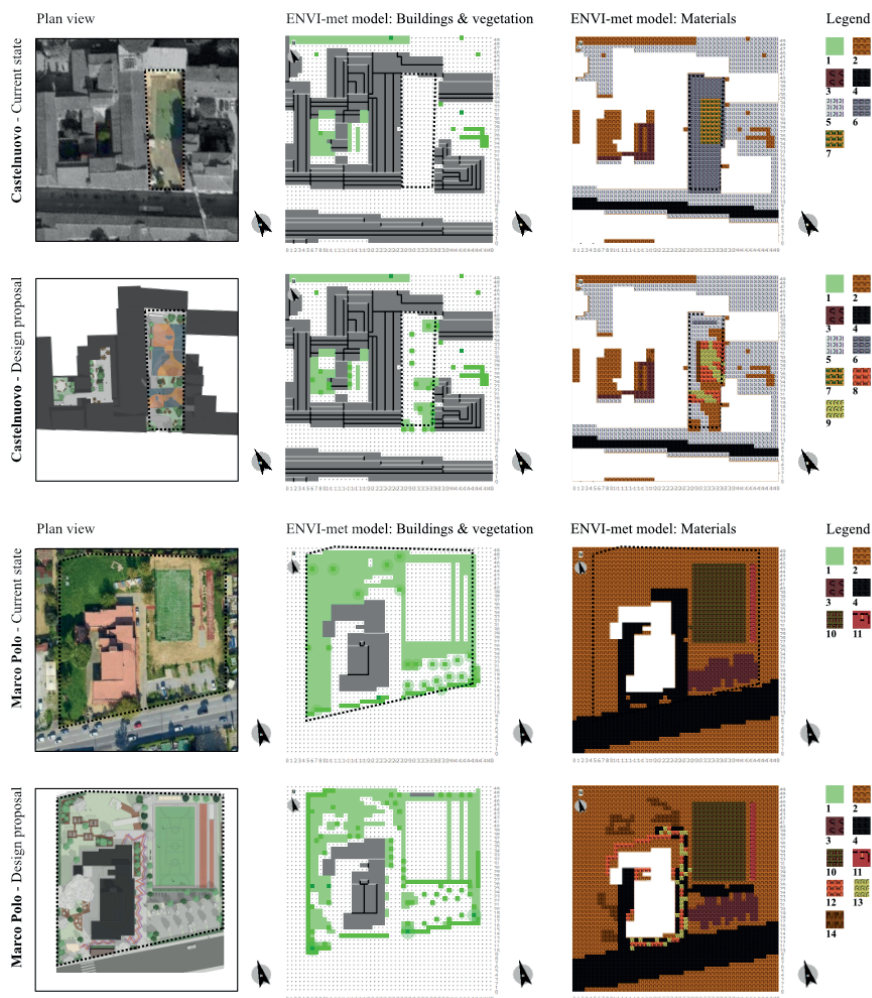 Plan view
ENVI-met model: Buildings & vegetation
ENVI-met model: Materials
Legend
Castelnuovo - Current state
1 2
3 4
5 6
7
Castelnuovo - Design proposal
1 2
3 4
5 6
7 8
9
Plan view
ENVI-met model: Buildings & vegetation
ENVI-met model: Materials
Legend
Marco Polo - Current state
1 2
3 4
10 11
Marco Polo - Design proposal
1 2
3 4
10 11
12 13
14